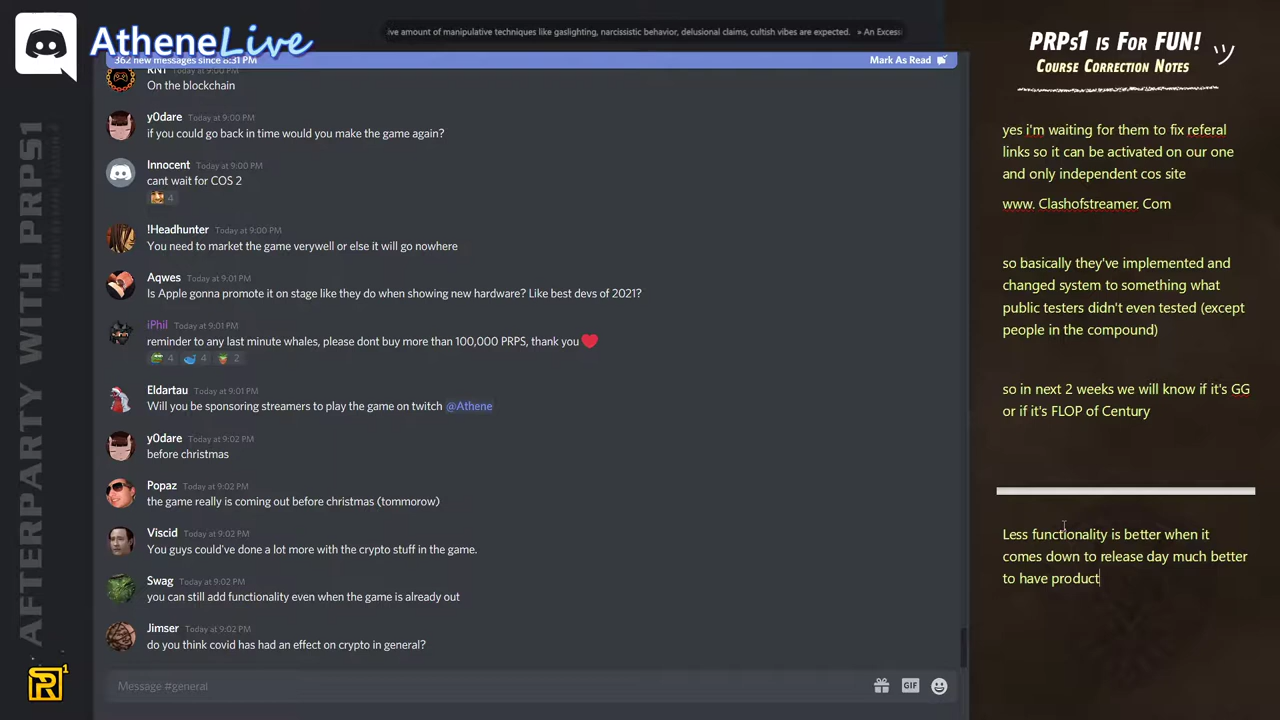 AtheneLive
ive amount of manipulative techniques like gaslighting, narcissistic behavior, delusional claims, cultish vibes are expected. » An Excess
362 new messages since 8:31 PM Mark As Read
RNT Today at 9:00 PM
On the blockchain
y0dare Today at 9:00 PM
if you could go back in time would you make the game again?
Innocent Today at 9:00 PM
cant wait for COS 2
4
!Headhunter Today at 9:00 PM
You need to market the game verywell or else it will go nowhere
Aqwes Today at 9:01 PM
Is Apple gonna promote it on stage like they do when showing new hardware? Like best devs of 2021?
iPhil Today at 9:01 PM
reminder to any last minute whales, please dont buy more than 100,000 PRPS, thank you
4 4 2
Eldartau Today at 9:01 PM
Will you be sponsoring streamers to play the game on twitch @Athene
y0dare Today at 9:02 PM
before christmas
Popaz Today at 9:02 PM
the game really is coming out before christmas (tommorow)
Viscid Today at 9:02 PM
You guys could've done a lot more with the crypto stuff in the game.
Swag Today at 9:02 PM
you can still add functionality even when the game is already out
Jimser Today at 9:02 PM
do you think covid has had an effect on crypto in general?
Message #general
GIF
AFTERPARTY WITH PRPS1
R1
PRPs1 is For FUN! ツ
Course Correction Notes
yes i'm waiting for them to fix referal
links so it can be activated on our one
and only independent cos site
www. Clashofstreamer. Com
so basically they've implemented and
changed system to something what
public testers didn't even tested (except
people in the compound)
so in next 2 weeks we will know if it's GG
or if it's FLOP of Century
Less functionality is better when it
comes down to release day much better
to have product